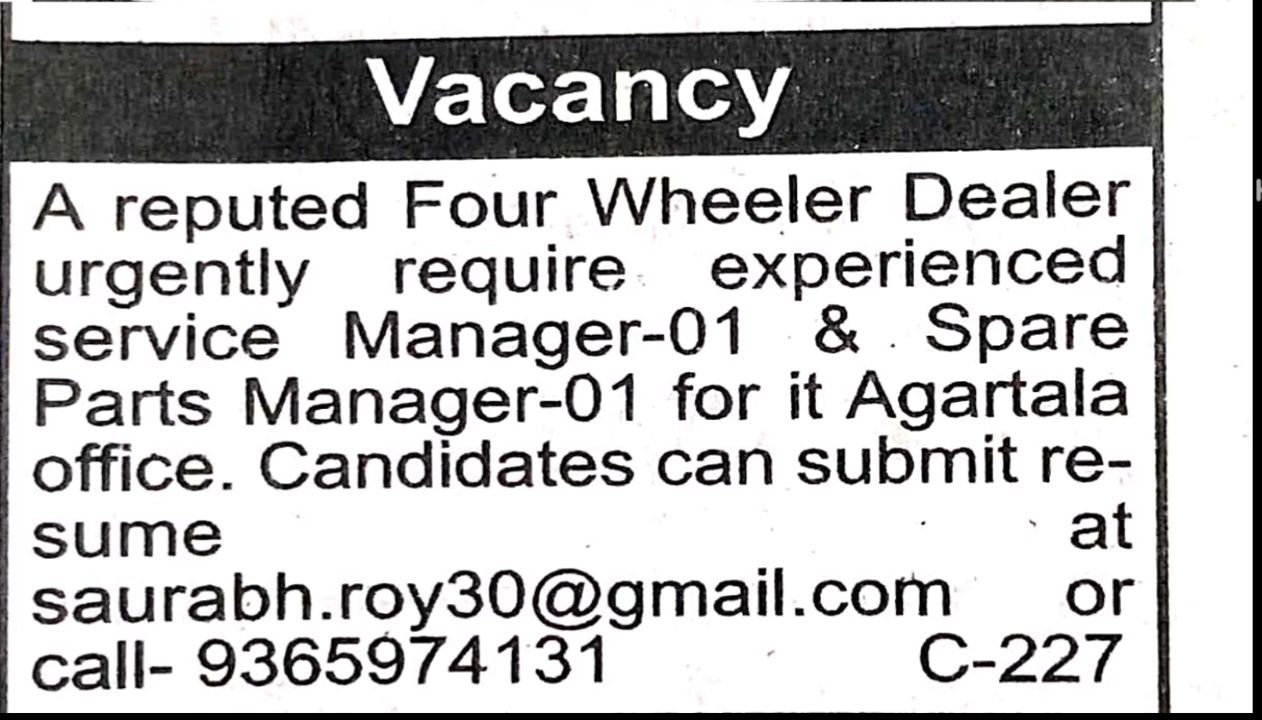 Vacancy
A reputed Four Wheeler Dealer
urgently require experienced
service Manager-01 & Spare
Parts Manager-01 for it Agartala
office. Candidates can submit re-
sume at
saurabh.roy30@gmail.com or
call- 9365974131 C-227